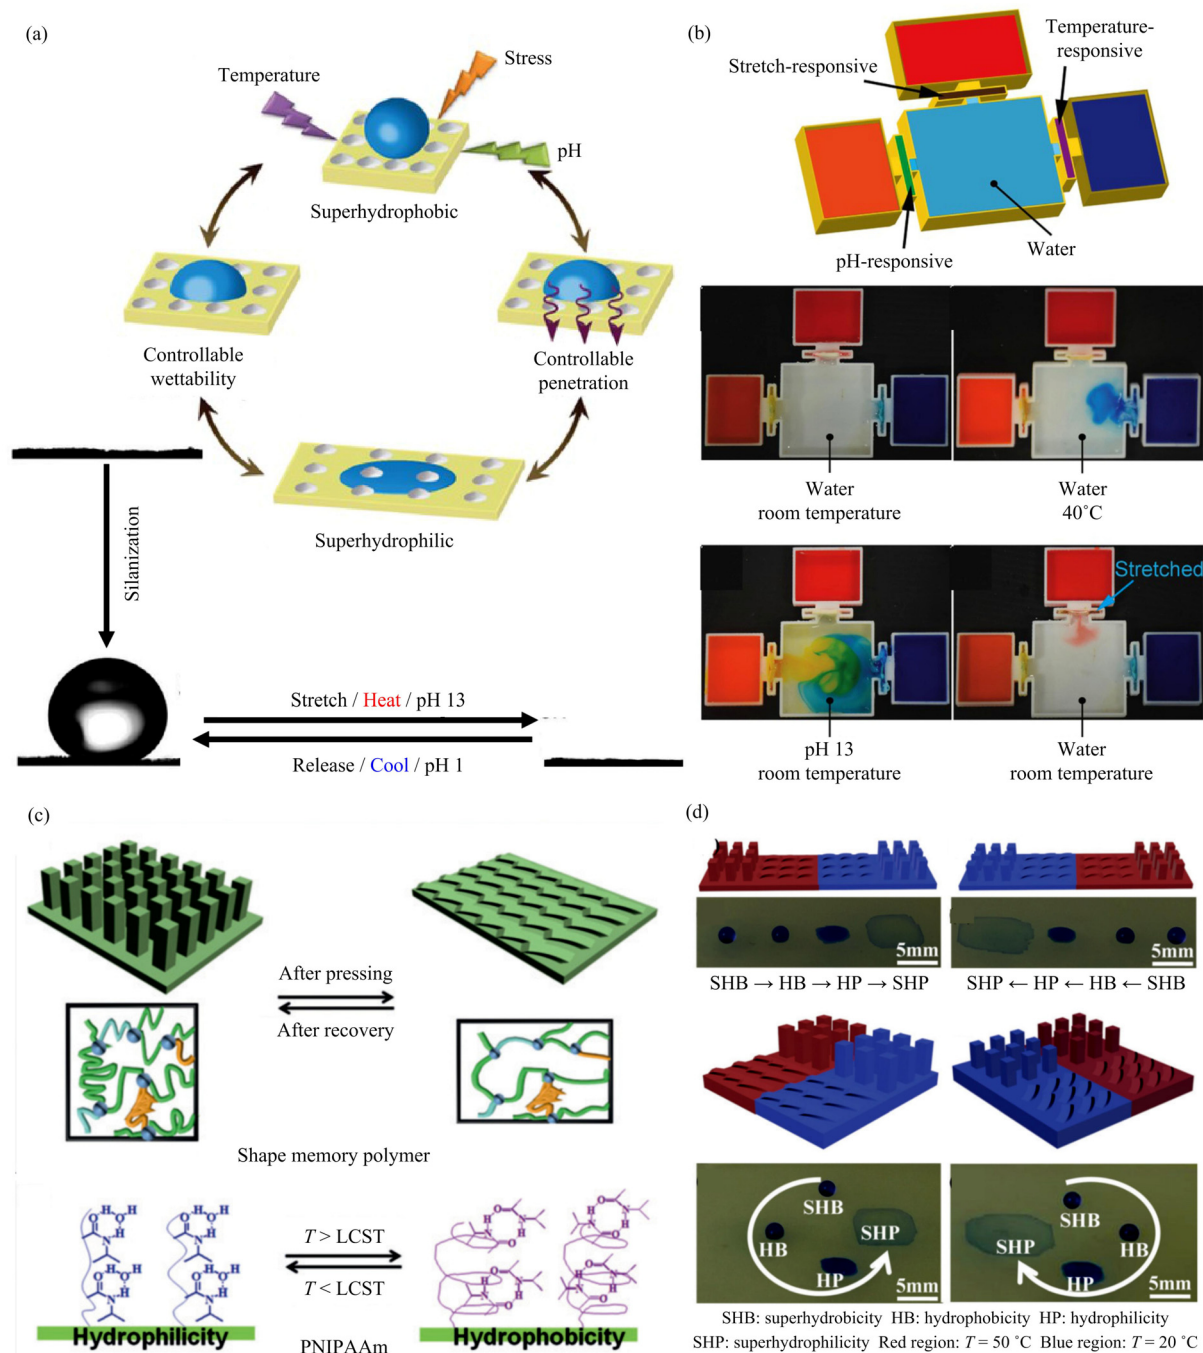 (a)
Temperature
Stress
pH
Superhydrophobic
Controllable
wettability
Controllable
penetration
Superhydrophilic
Silanization
Stretch / Heat / pH 13
Release / Cool / pH 1
(b)
Temperature-
responsive
Stretch-responsive
pH-responsive
Water
Water
room temperature
Water
40˚C
Stretched
pH 13
room temperature
Water
room temperature
(c)
After pressing
After recovery
Shape memory polymer
T > LCST
T < LCST
Hydrophilicity
PNIPAAm
Hydrophobicity
(d)
5mm
5mm
SHB → HB → HP → SHP
SHP ← HP ← HB ← SHB
SHB
HB
SHP
HP
5mm
SHB
SHP
HB
HP
5mm
SHB: superhydrobicity HB: hydrophobicity HP: hydrophilicity
SHP: superhydrophilicity Red region: T = 50 ˚C Blue region: T = 20 ˚C